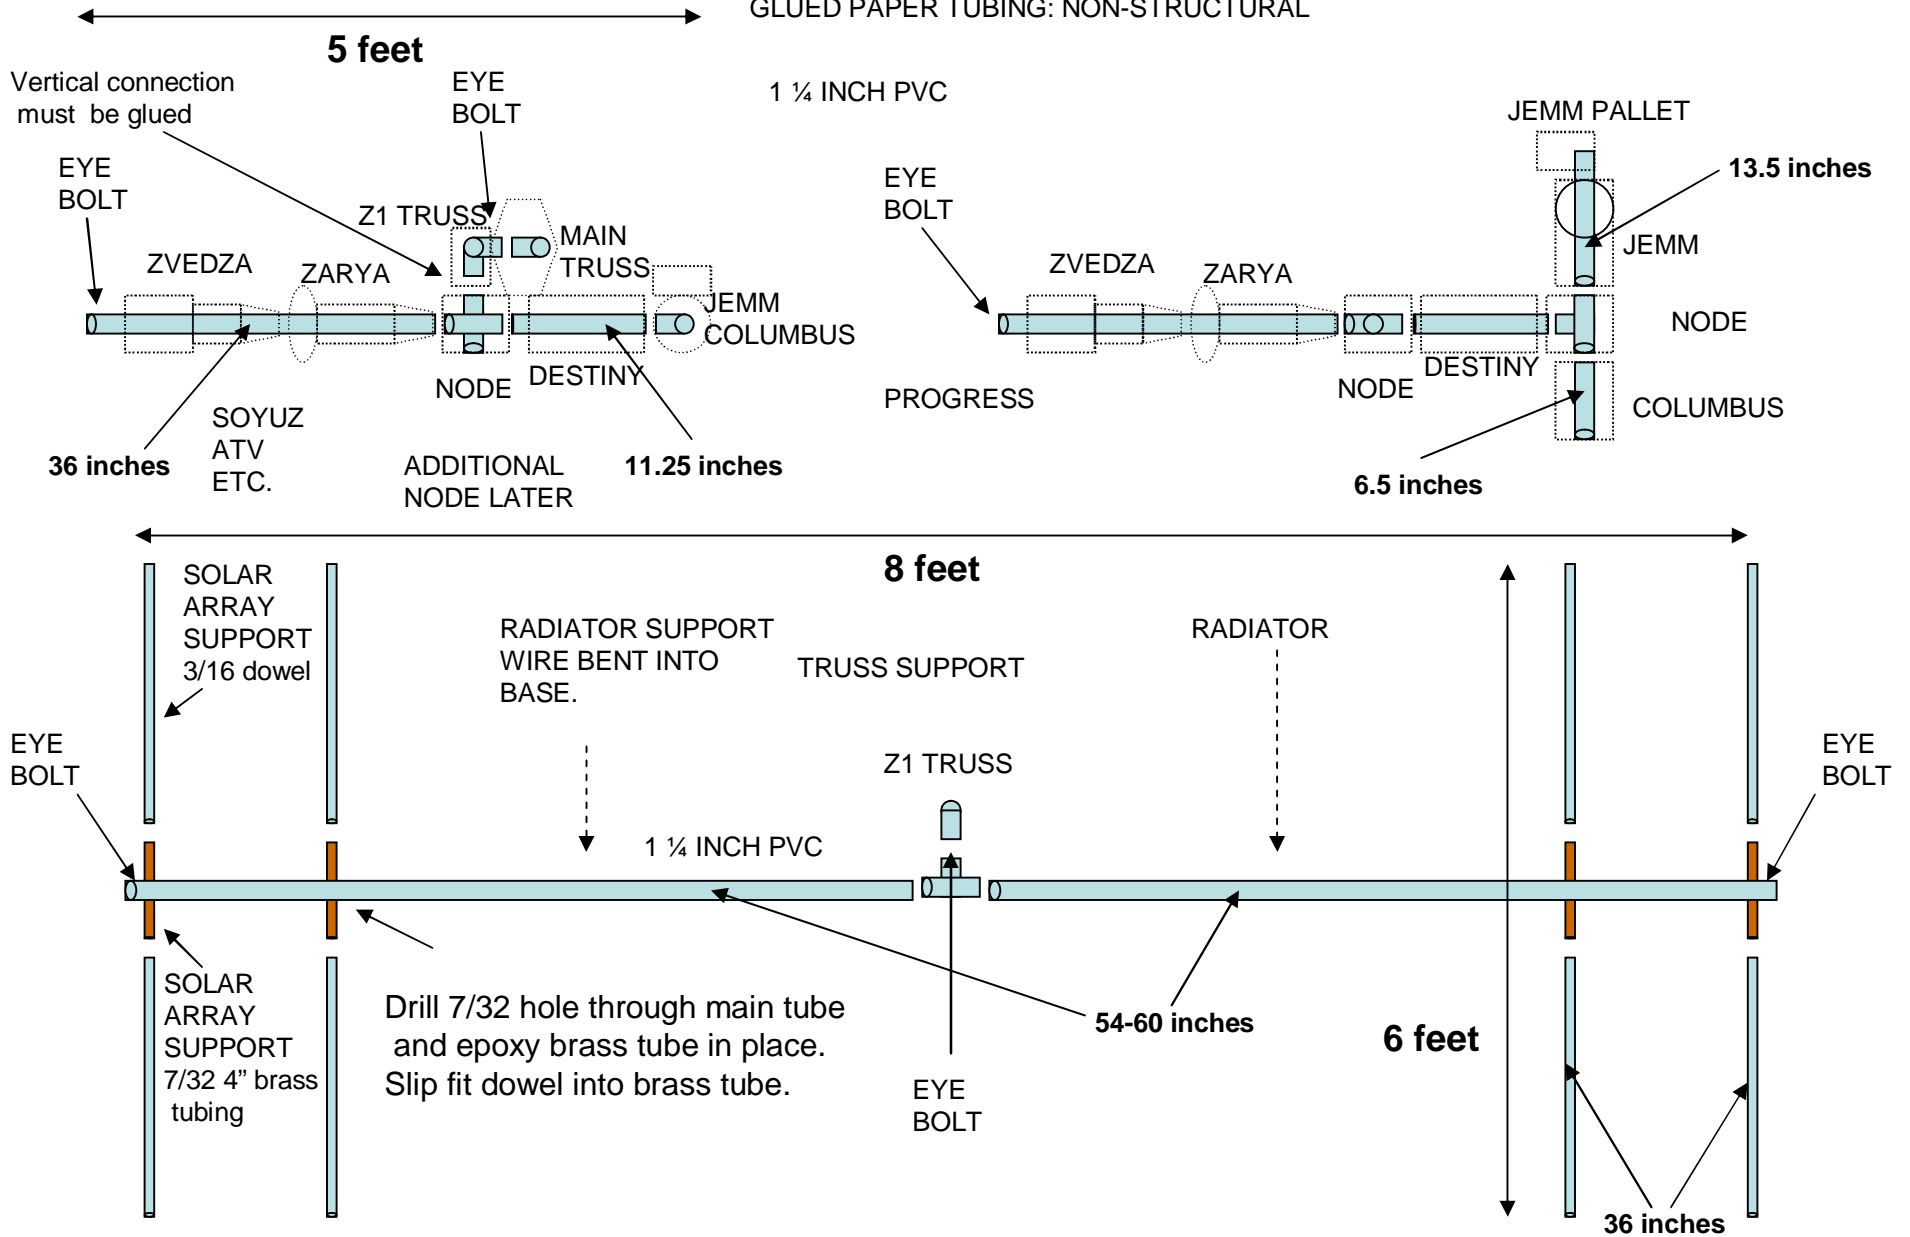 GLUED PAPER TUBING: NON-STRUCTURAL
5 feet
Vertical connection
must be glued
EYE
BOLT
1 ¼ INCH PVC
EYE
BOLT
Z1 TRUSS
MAIN
TRUSS
ZVEDZA
ZARYA
JEMM
COLUMBUS
NODE
DESTINY
SOYUZ
ATV
ETC.
36 inches
ADDITIONAL
NODE LATER
11.25 inches
JEMM PALLET
13.5 inches
EYE
BOLT
JEMM
ZVEDZA
ZARYA
NODE
DESTINY
NODE
PROGRESS
COLUMBUS
6.5 inches
8 feet
SOLAR
ARRAY
SUPPORT
3/16 dowel
RADIATOR SUPPORT
WIRE BENT INTO
BASE.
TRUSS SUPPORT
RADIATOR
EYE
BOLT
Z1 TRUSS
EYE
BOLT
1 ¼ INCH PVC
SOLAR
ARRAY
SUPPORT
7/32 4” brass
tubing
Drill 7/32 hole through main tube
and epoxy brass tube in place.
Slip fit dowel into brass tube.
54-60 inches
6 feet
EYE
BOLT
36 inches